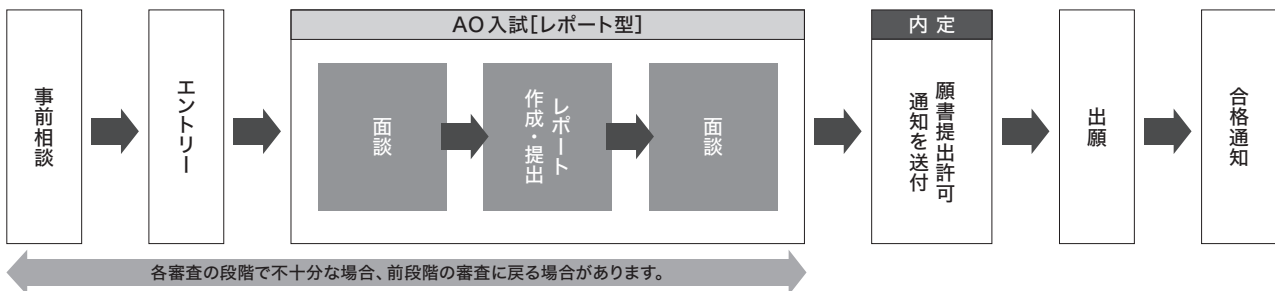 事前相談
エントリー
AO入試[レポート型]
面談
レポート
作成・提出
面談
内定
願書提出許可
通知を送付
出願
合格通知
各審査の段階で不十分な場合、前段階の審査に戻る場合があります。